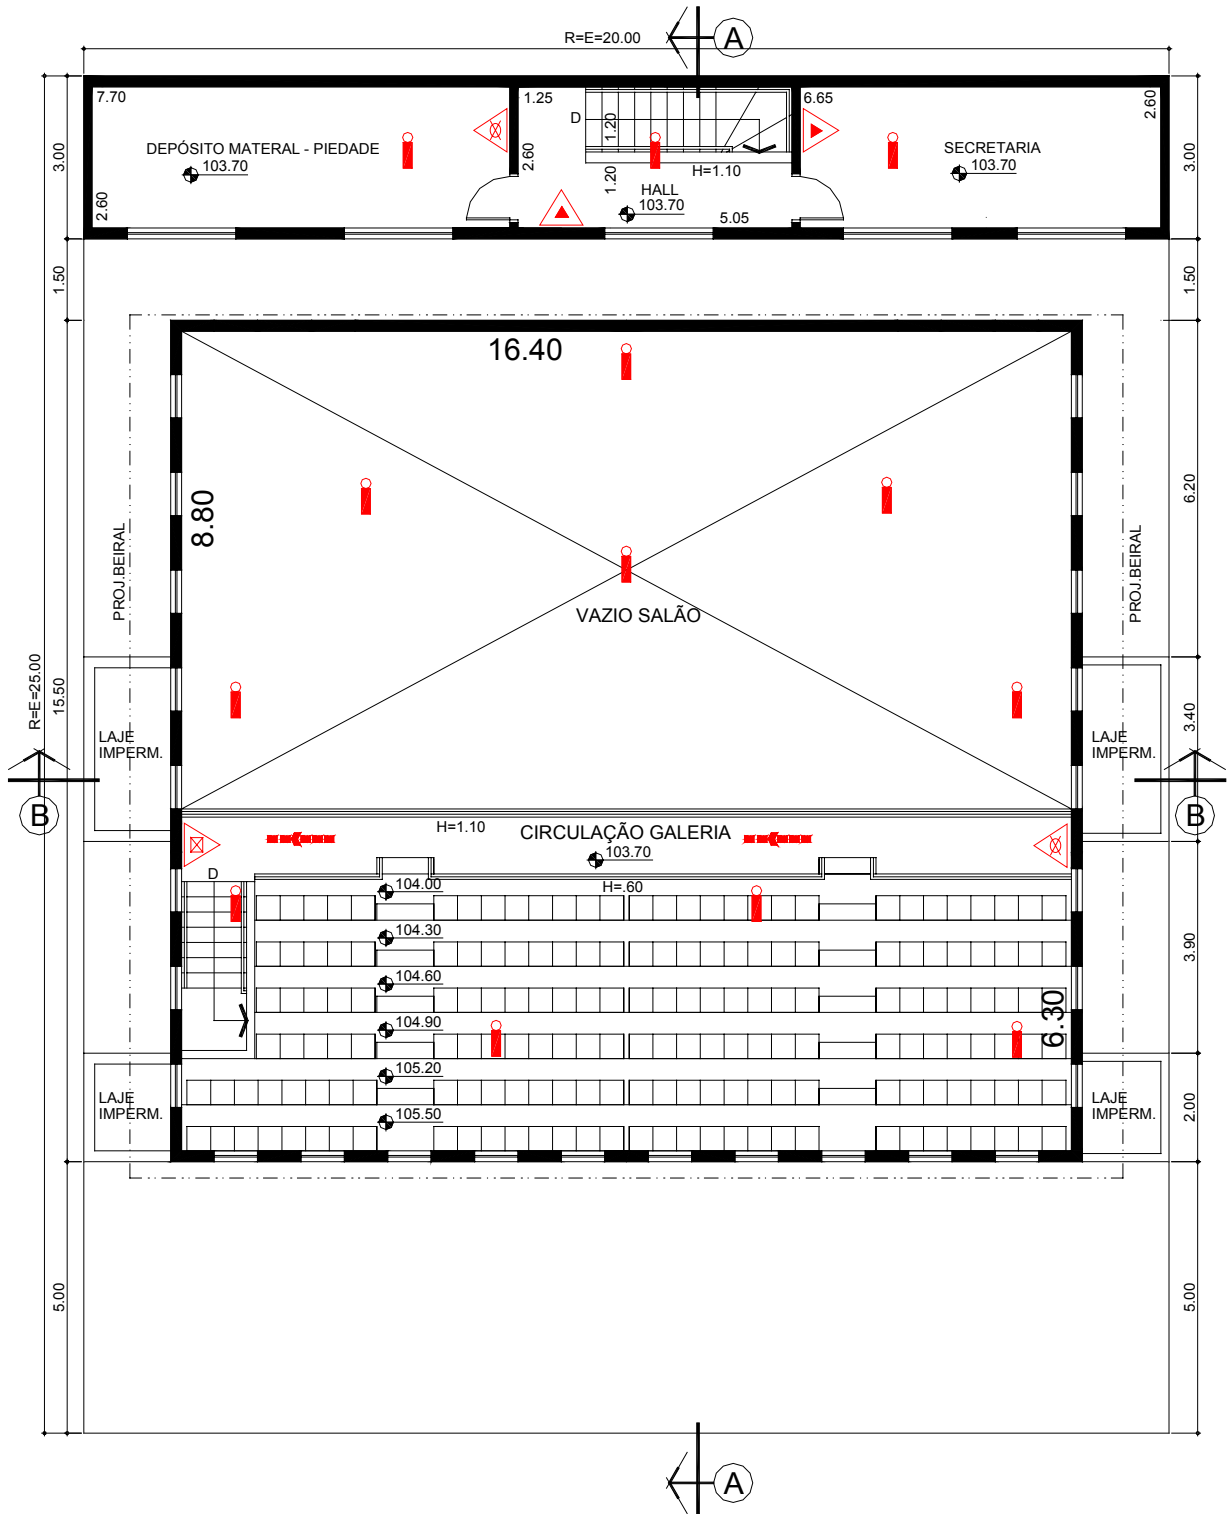 R=E=20.00
A
7.70
1.25
6.65
2.60
D
1.20
DEPÓSITO MATERAL - PIEDADE
103.70
2.60
2.60
H=1.10
1.20
HALL
103.70
5.05
SECRETARIA
103.70
3.00
3.00
1.50
1.50
16.40
8.80
VAZIO SALÃO
PROJ.BEIRAL
PROJ.BEIRAL
6.20
R=E=25.00
15.50
LAJE
IMPERM.
LAJE
IMPERM.
3.40
B
B
H=1.10
CIRCULAÇÃO GALERIA
103.70
D
H=.60
104.00
104.30
104.60
104.90
105.20
105.50
6.30
3.90
LAJE
IMPERM.
LAJE
IMPERM.
2.00
5.00
5.00
A